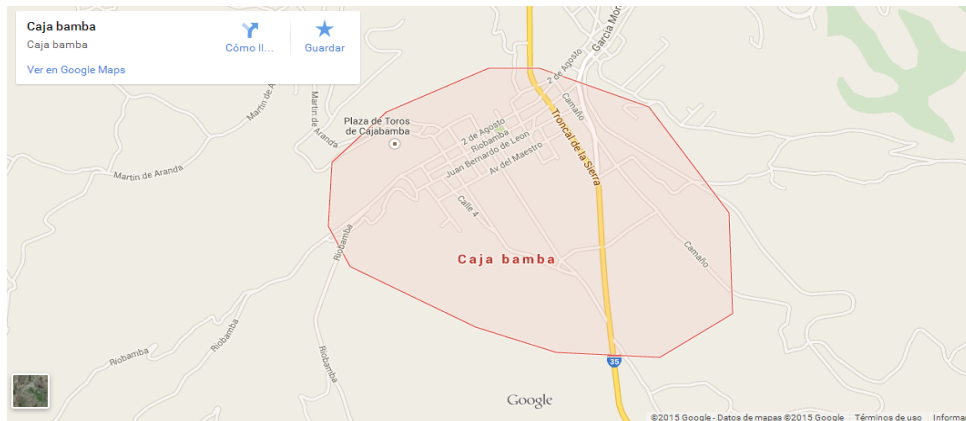 Caja bamba
Caja bamba
Cómo ll...
Guardar
Ver en Google Maps
Garcia Mor
2 de Agosto
Camaño
Troncal de la Sierra
Martin de Aranda
Martin de Aranda
Martin de Aranda
Plaza de Toros
de Cajabamba
2 de Agosto
Riobamba
Juan Bernardo de Leon
Av del Maestro
Calle 4
Riobamba
Camaño
Caja bamba
Riobamba
Riobamba
Riobamba
35
Google
©2015 Google - Datos de mapas ©2015 Google Términos de uso Informar